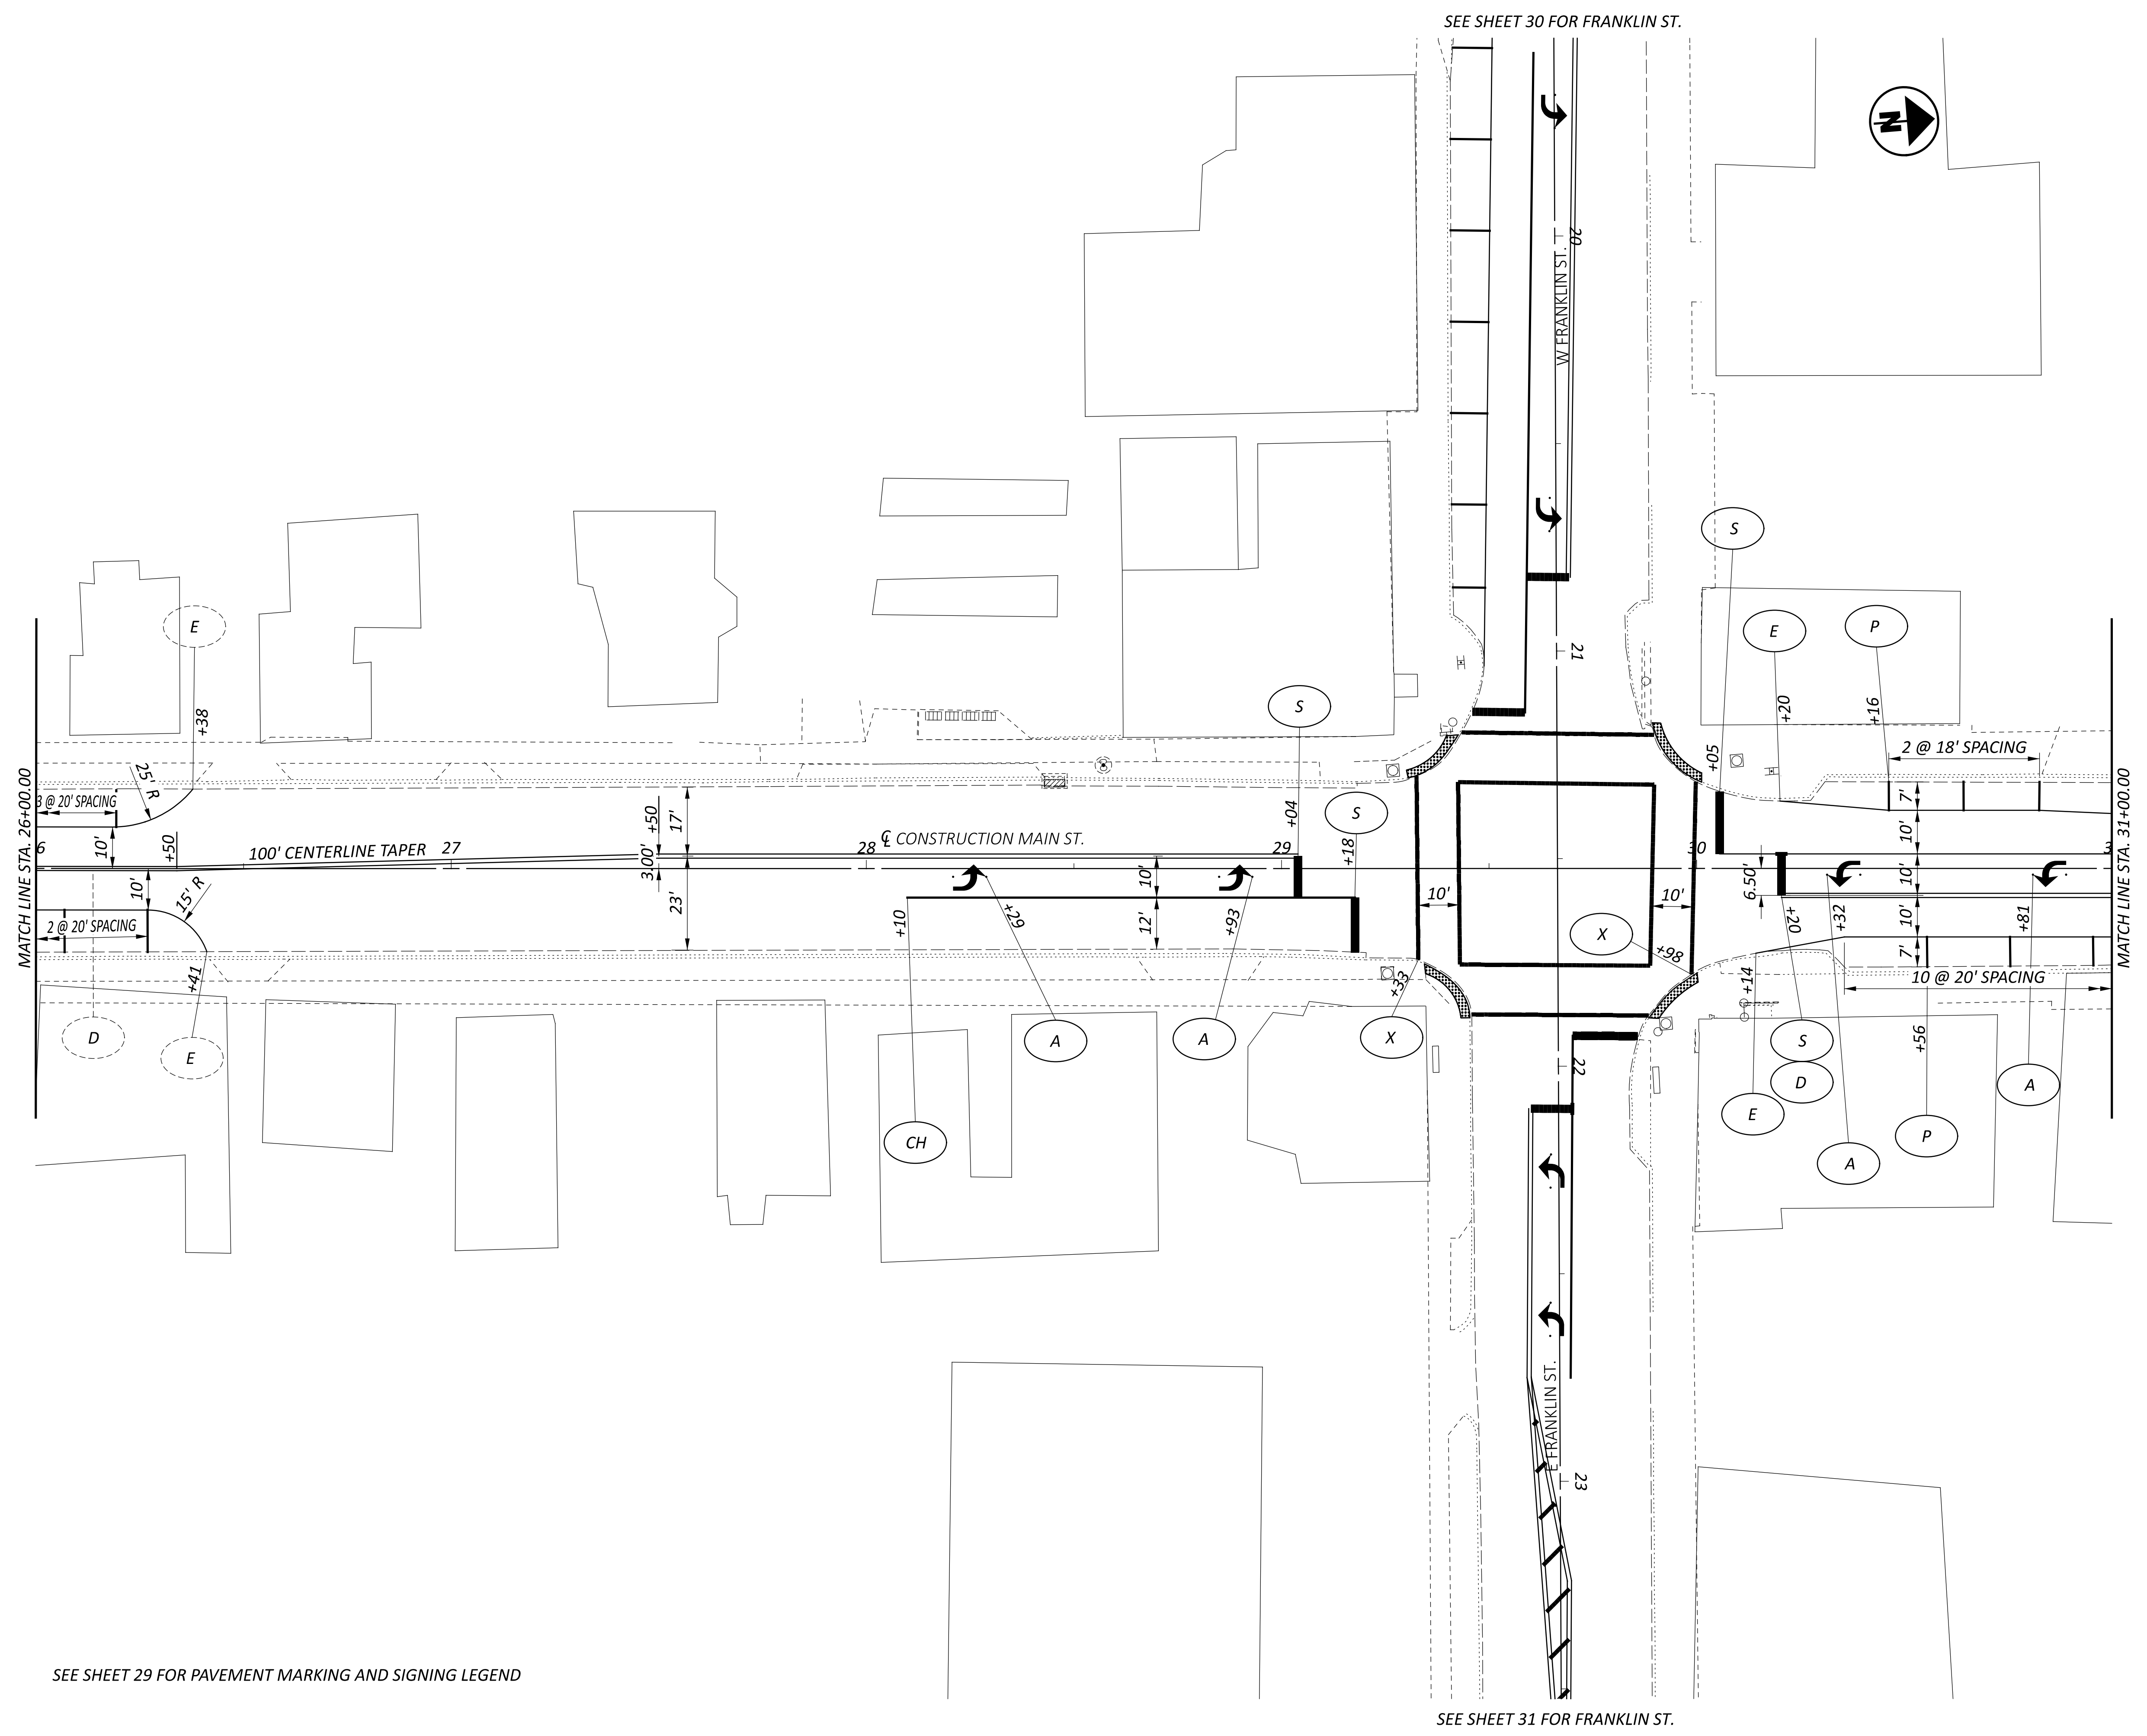 SEE SHEET 30 FOR FRANKLIN ST.
N
20
W FRANKLIN ST.
21
S
E
P
E
S
+38
+20
+16
+05
2 @ 18' SPACING
25' R
3 @ 20' SPACING
MATCH LINE STA. 26+00.00
MATCH LINE STA. 31+00.00
+50
17'
+04
S
7'
10'
+50
6
100' CENTERLINE TAPER
27
℄ CONSTRUCTION MAIN ST.
28
29
+18
30
3
10'
3.00'
10'
6.50'
10'
15' R
10'
23'
10'
10'
2 @ 20' SPACING
+10
+29
12'
+93
X
+20
+32
10'
+81
+98
7'
+41
+33
+14
10 @ 20' SPACING
D
E
A
A
X
22
S
+56
D
A
E
CH
P
A
E FRANKLIN ST.
23
SEE SHEET 29 FOR PAVEMENT MARKING AND SIGNING LEGEND
SEE SHEET 31 FOR FRANKLIN ST.